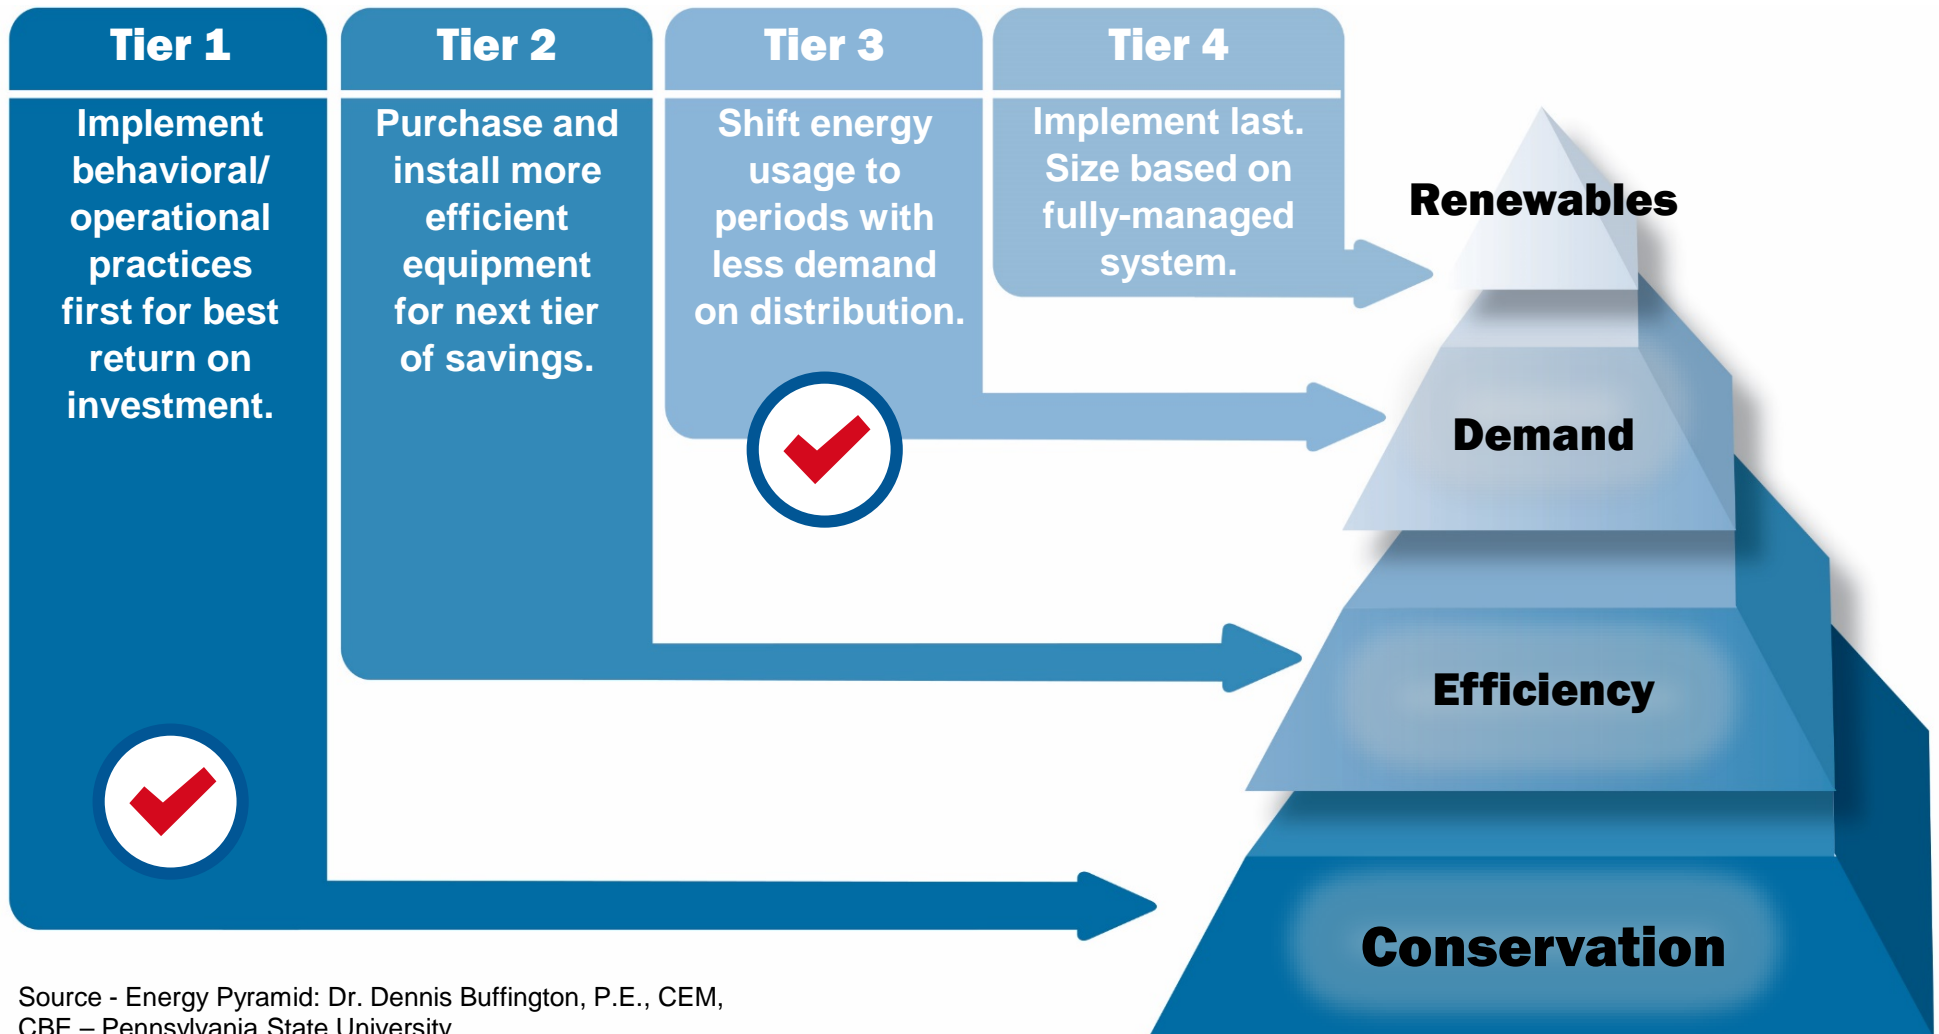 Tier 1
Implement
behavioral/
operational
practices
first for best
return on
investment.
Tier 2
Purchase and
install more
efficient
equipment
for next tier
of savings.
Tier 3
Shift energy
usage to
periods with
less demand
on distribution.
Tier 4
Implement last.
Size based on
fully-managed
system.
Renewables
Demand
Efficiency
Conservation
Source - Energy Pyramid: Dr. Dennis Buffington, P.E., CEM,
CBE – Pennsylvania State University